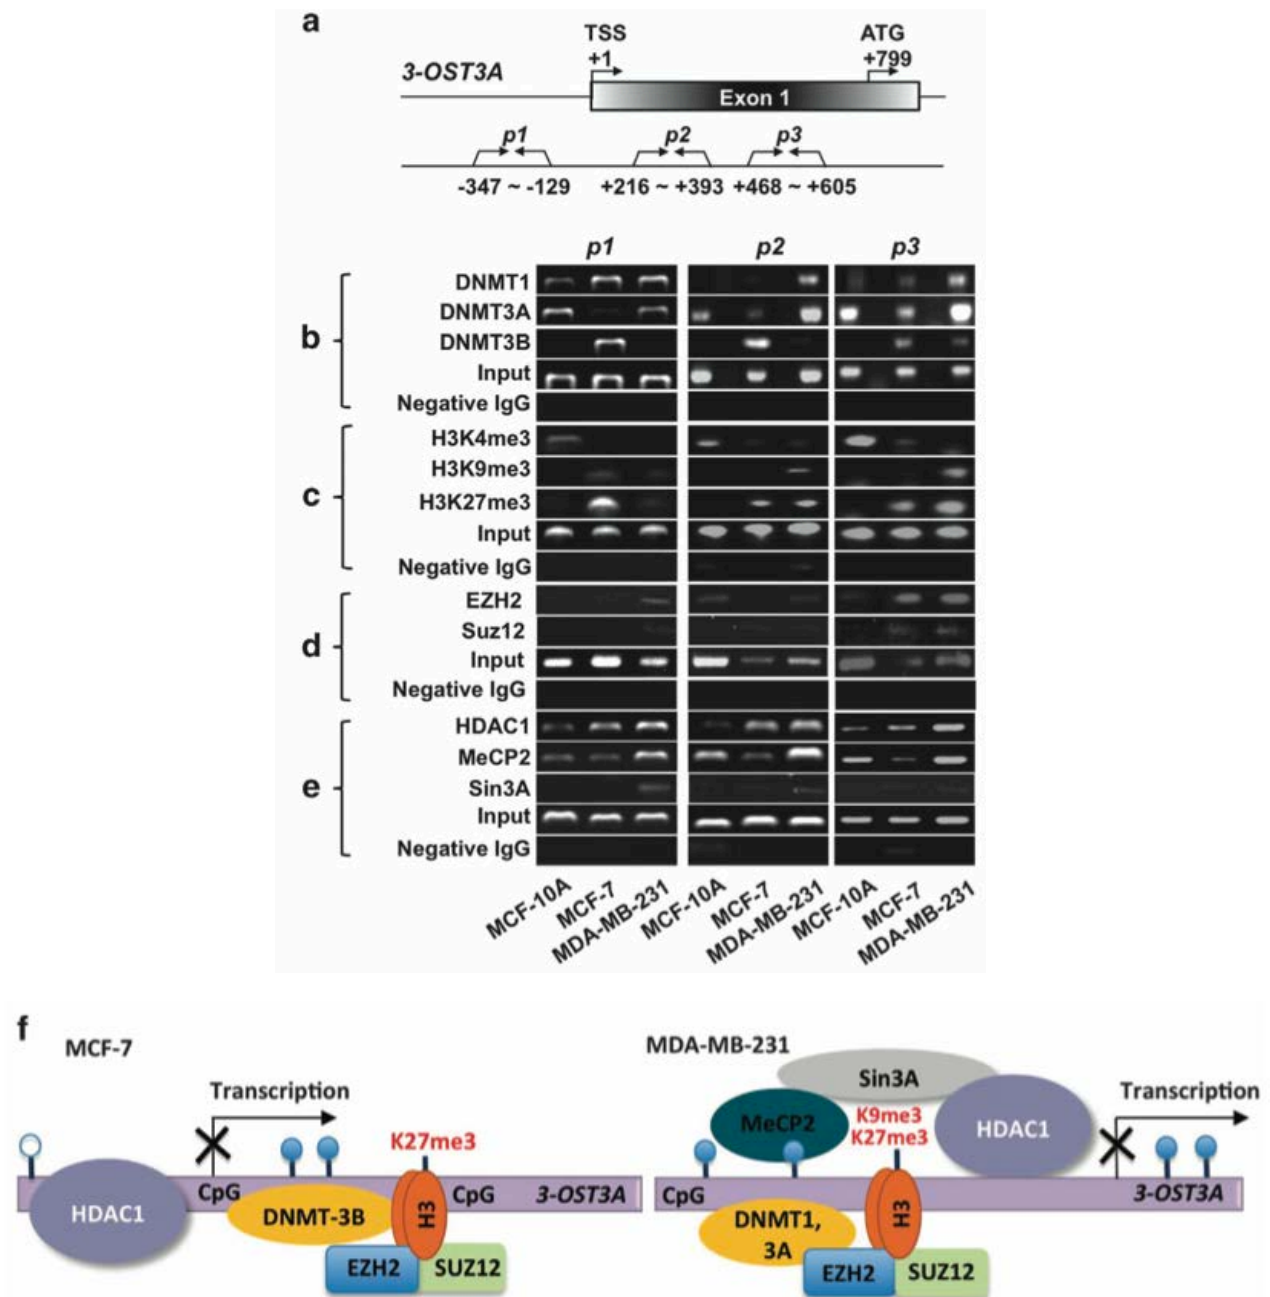 a
TSS
ATG
+1
+799
3-OST3A
Exon 1
p1
p2
p3
-347 ~ -129
+216 ~ +393
+468 ~ +605
p1
p2
p3
b
DNMT1
DNMT3A
DNMT3B
Input
Negative IgG
c
H3K4me3
H3K9me3
H3K27me3
Input
Negative IgG
d
EZH2
Suz12
Input
Negative IgG
e
HDAC1
MeCP2
Sin3A
Input
Negative IgG
MCF-10A
MCF-7
MDA-MB-231
MCF-10A
MCF-7
MDA-MB-231
MCF-10A
MCF-7
MDA-MB-231
f
MCF-7
Transcription
K27me3
HDAC1
CpG
DNMT-3B
H3
CpG
3-OST3A
EZH2
SUZ12
MDA-MB-231
Sin3A
MeCP2
K9me3
K27me3
HDAC1
Transcription
CpG
DNMT1,
3A
H3
3-OST3A
EZH2
SUZ12